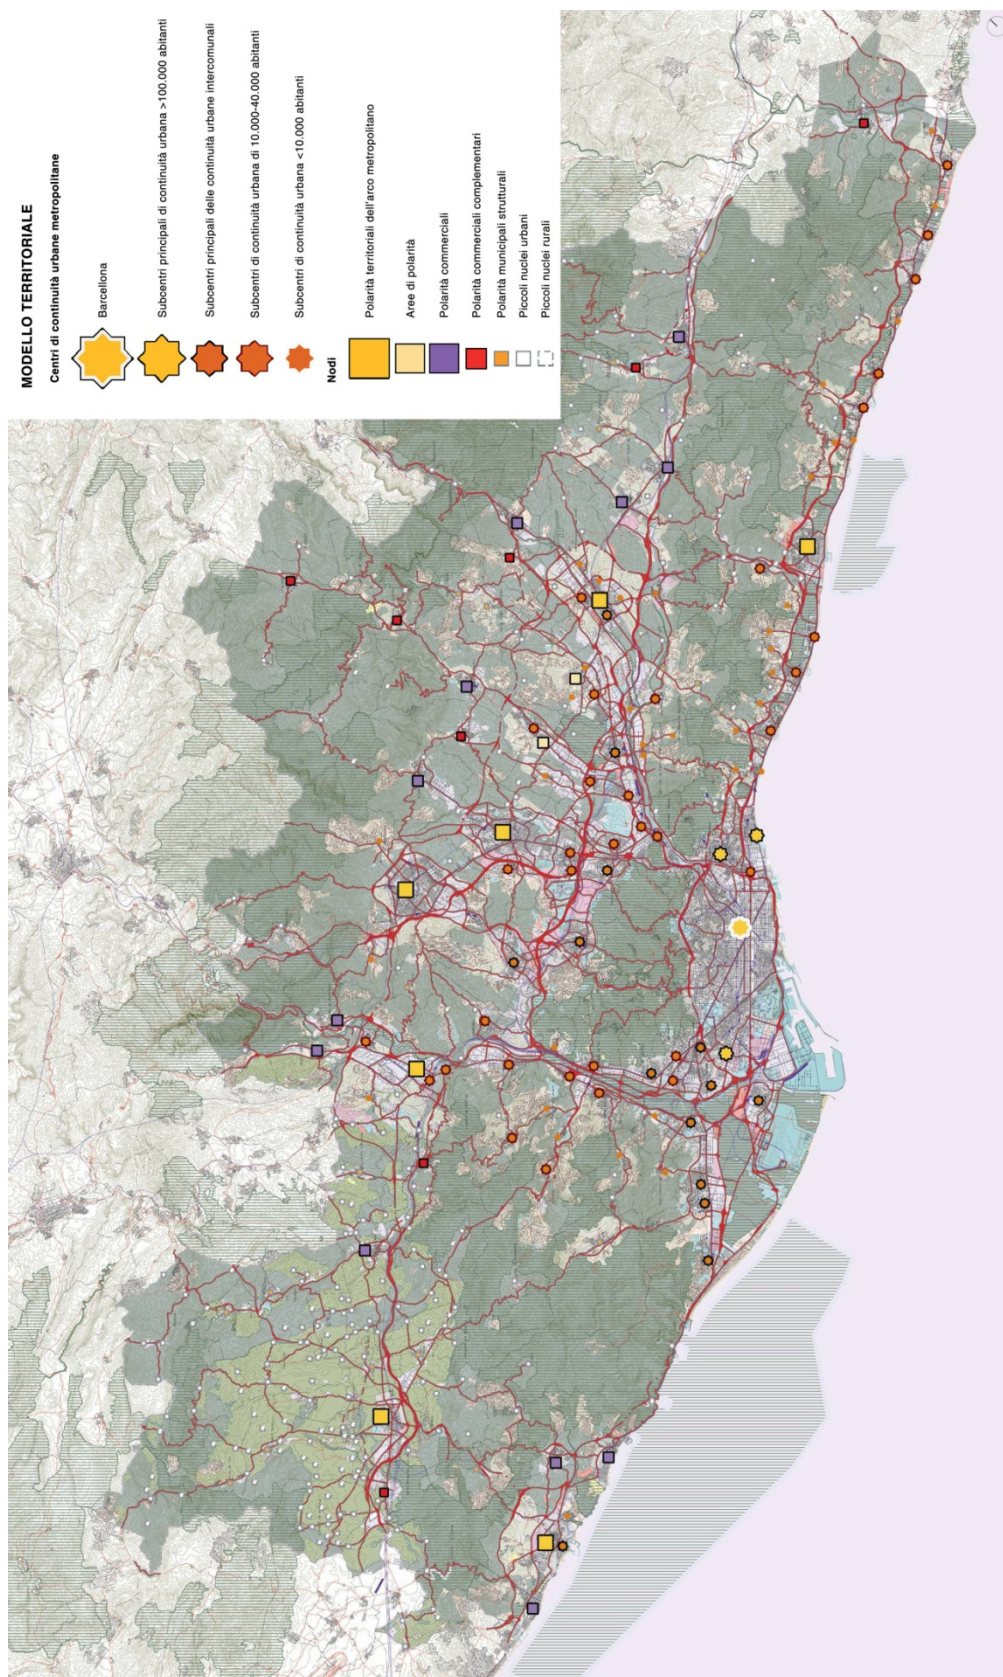 MODELLO TERRITORIALE
Centri di continuità urbane metropolitane
Barcellona
Subcentri principali di continuità urbana >100.000 abitanti
Subcentri principali delle continuità urbane intercomunali
Subcentri di continuità urbana di 10.000-40.000 abitanti
Subcentri di continuità urbana <10.000 abitanti
Nodi
Polarità territoriali dell'arco metropolitano
Aree di polarità
Polarità commerciali
Polarità commerciali complementari
Polarità municipali strutturali
Piccoli nuclei urbani
Piccoli nuclei rurali